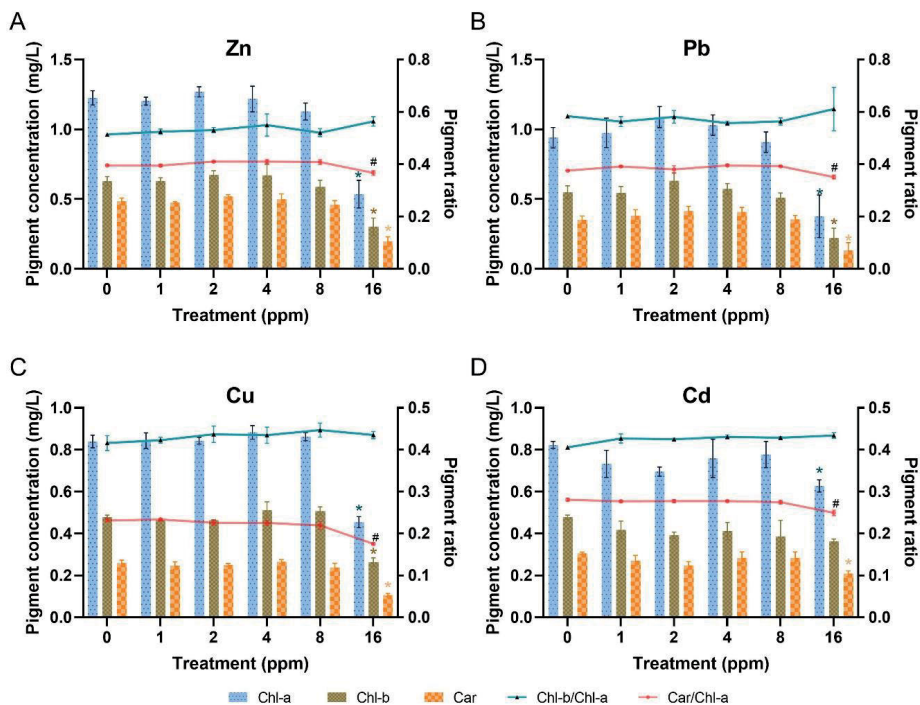 A
Zn
Pigment concentration (mg/L)
1.5
1.0
0.5
0.0
0.8
0.6
0.4
0.2
0.0
Pigment ratio
*
#
*
*
0 1 2 4 8 16
Treatment (ppm)
B
Pb
Pigment concentration (mg/L)
1.5
1.0
0.5
0.0
0.8
0.6
0.4
0.2
0.0
Pigment ratio
*
#
*
*
0 1 2 4 8 16
Treatment (ppm)
C
Cu
Pigment concentration (mg/L)
1.0
0.8
0.6
0.4
0.2
0.0
0.5
0.4
0.3
0.2
0.1
0.0
Pigment ratio
*
#
*
*
0 1 2 4 8 16
Treatment (ppm)
D
Cd
Pigment concentration (mg/L)
1.0
0.8
0.6
0.4
0.2
0.0
0.5
0.4
0.3
0.2
0.1
0.0
Pigment ratio
*
#
*
0 1 2 4 8 16
Treatment (ppm)
Chl-a Chl-b Car Chl-b/Chl-a Car/Chl-a